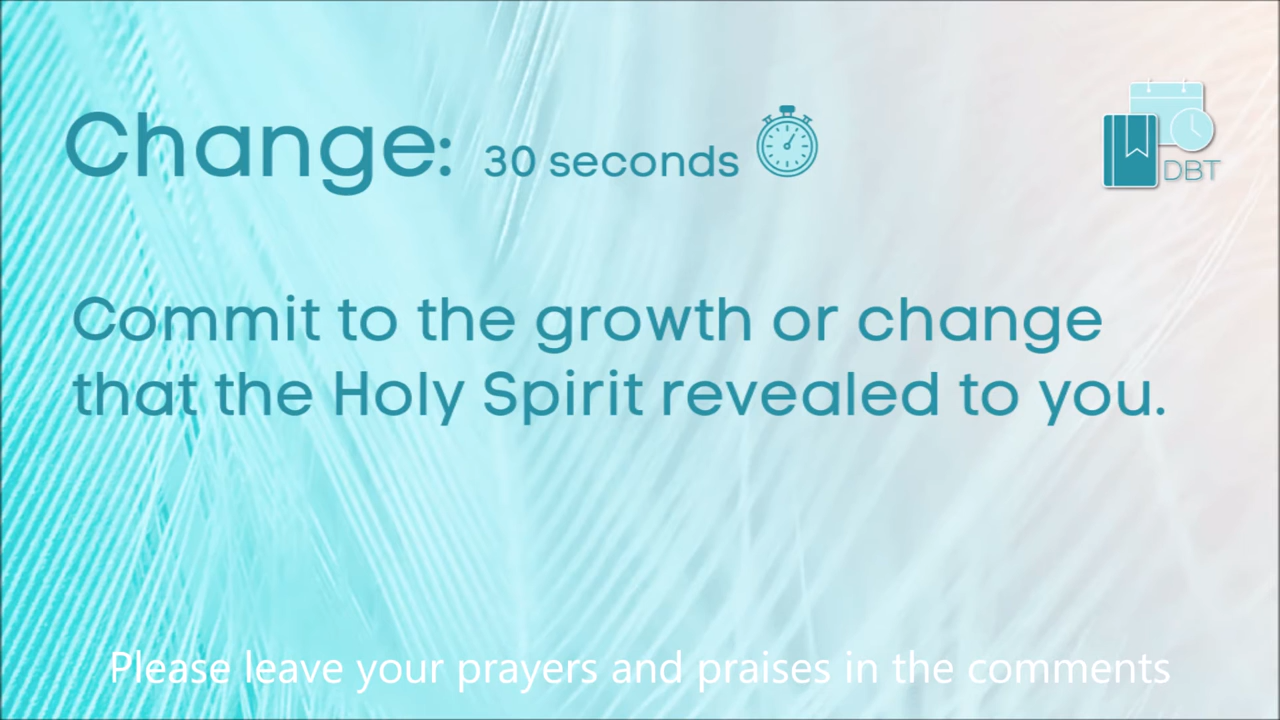 Change: 30 seconds
DBT
Commit to the growth or change
that the Holy Spirit revealed to you.
Please leave your prayers and praises in the comments